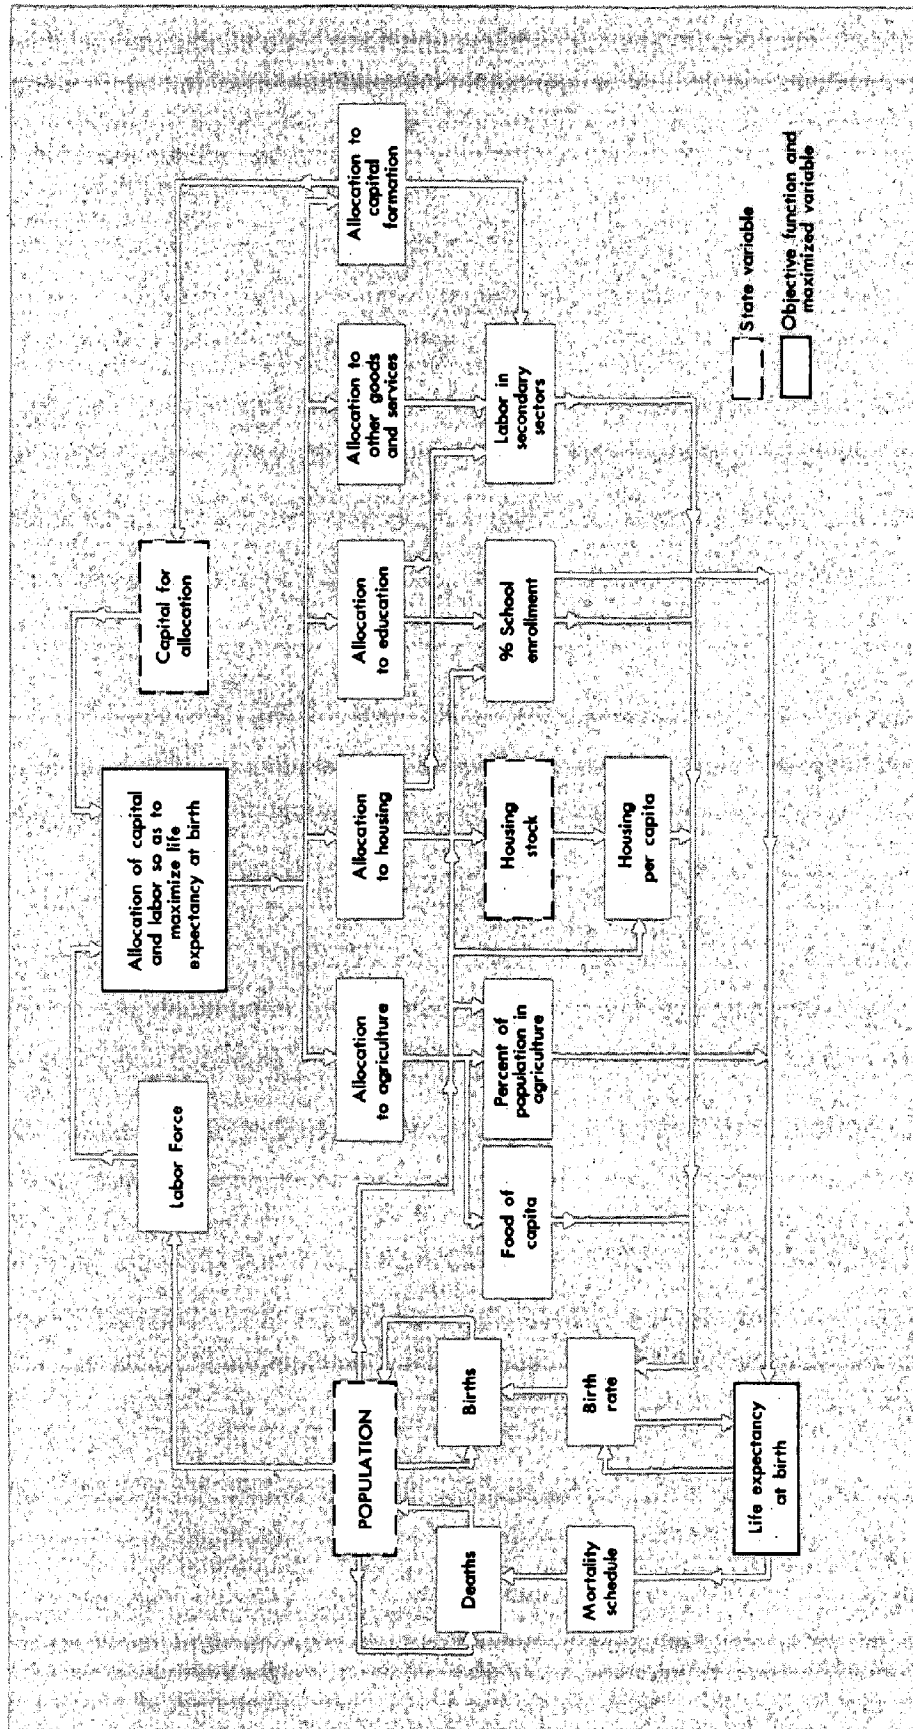 Labor Force
Allocation of capital
and labor so as to
maximize life
expectancy at birth
Capital for
allocation
POPULATION
Allocation
to agriculture
Allocation
to housing
Allocation
to education
Allocation to
other goods
and services
Allocation to
capital
formation
Deaths
Births
Food of
capita
Percent of
population in
agriculture
Housing
stock
% School
enrollment
Labor in
secondary
sectors
Mortality
schedule
Birth
rate
Housing
per capita
Life expectancy
at birth
State variable
Objective function and
maximized variable